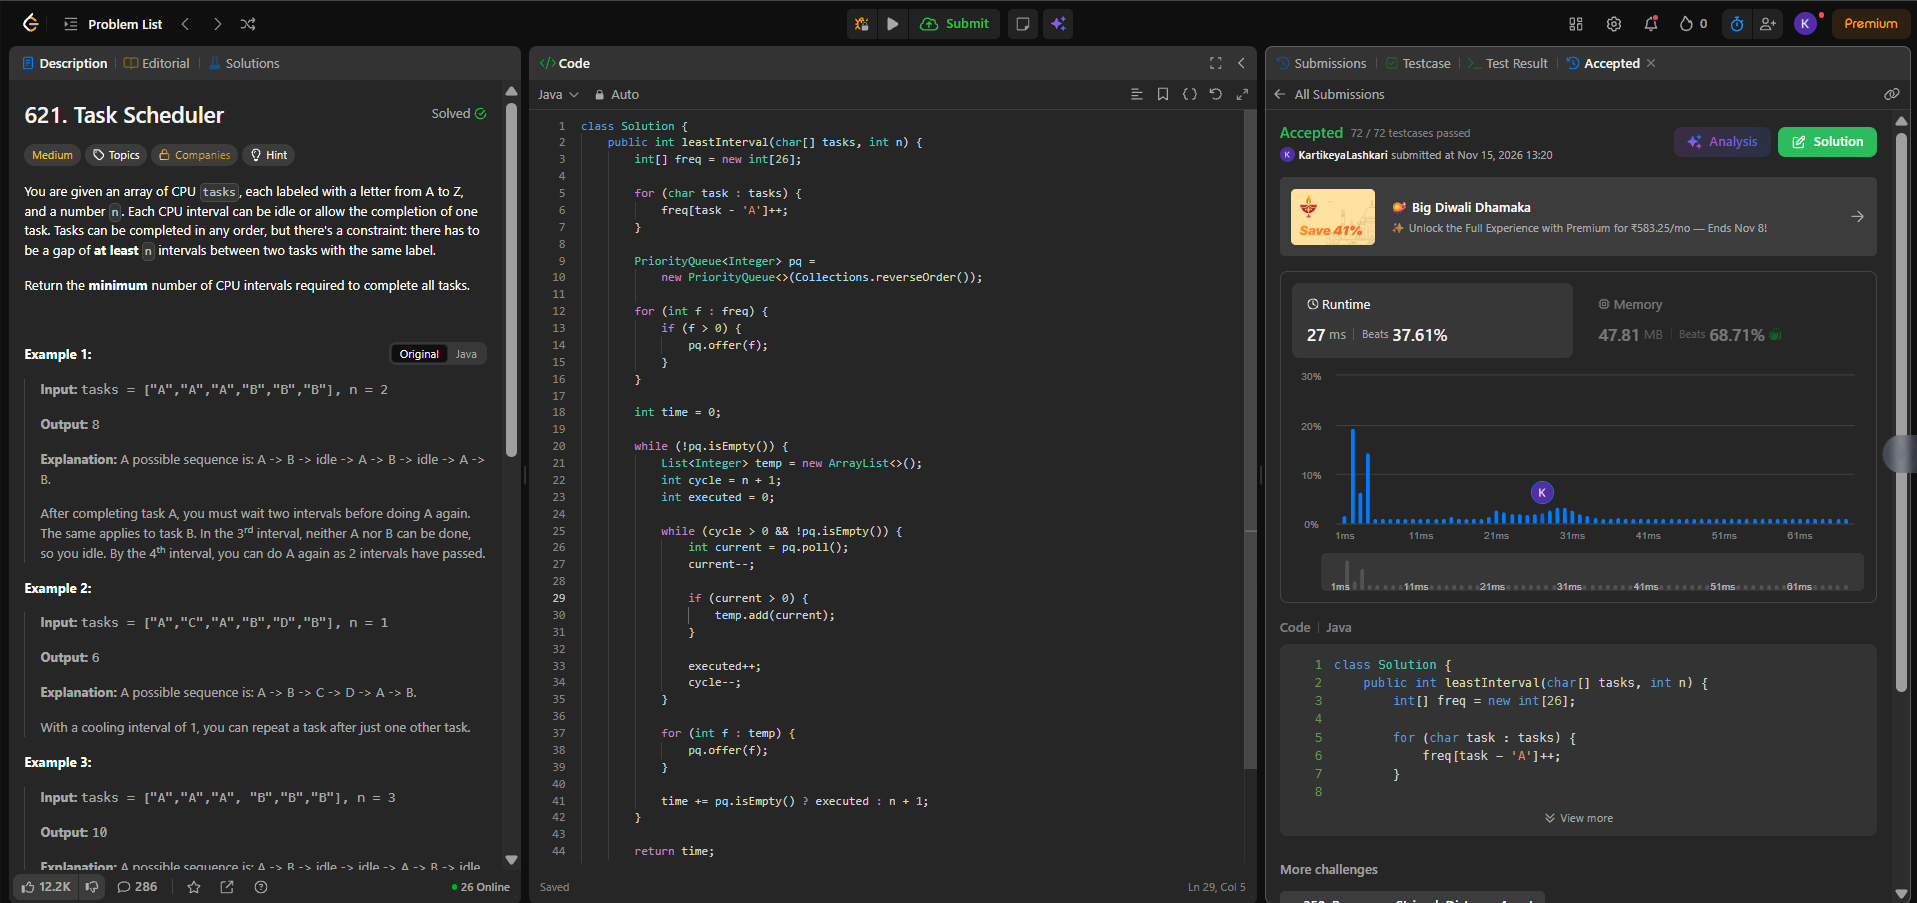 Problem List
Submit
0
K
Premium
Description
Editorial
Solutions
621. Task Scheduler
Solved
Medium
Topics
Companies
Hint
You are given an array of CPU tasks, each labeled with a letter from A to Z,
and a number n. Each CPU interval can be idle or allow the completion of one
task. Tasks can be completed in any order, but there's a constraint: there has to
be a gap of at least n intervals between two tasks with the same label.
Return the minimum number of CPU intervals required to complete all tasks.
Example 1:
Original
Java
Input: tasks = ["A","A","A","B","B","B"], n = 2
Output: 8
Explanation: A possible sequence is: A -> B -> idle -> A -> B -> idle -> A ->
B.
After completing task A, you must wait two intervals before doing A again.
The same applies to task B. In the 3rd interval, neither A nor B can be done,
so you idle. By the 4th interval, you can do A again as 2 intervals have passed.
Example 2:
Input: tasks = ["A","C","A","B","D","B"], n = 1
Output: 6
Explanation: A possible sequence is: A -> B -> C -> D -> A -> B.
With a cooling interval of 1, you can repeat a task after just one other task.
Example 3:
Input: tasks = ["A","A","A", "B","B","B"], n = 3
Output: 10
Explanation: A possible sequence is: A -> B -> idle -> idle -> A -> B -> idle
12.2K
286
26 Online
</> Code
Java
Auto
1 class Solution {
2 public int leastInterval(char[] tasks, int n) {
3 int[] freq = new int[26];
4
5 for (char task : tasks) {
6 freq[task - 'A']++;
7 }
8
9 PriorityQueue<Integer> pq =
10 new PriorityQueue<>(Collections.reverseOrder());
11
12 for (int f : freq) {
13 if (f > 0) {
14 pq.offer(f);
15 }
16 }
17
18 int time = 0;
19
20 while (!pq.isEmpty()) {
21 List<Integer> temp = new ArrayList<>();
22 int cycle = n + 1;
23 int executed = 0;
24
25 while (cycle > 0 && !pq.isEmpty()) {
26 int current = pq.poll();
27 current--;
28
29 if (current > 0) {
30 temp.add(current);
31 }
32
33 executed++;
34 cycle--;
35 }
36
37 for (int f : temp) {
38 pq.offer(f);
39 }
40
41 time += pq.isEmpty() ? executed : n + 1;
42 }
43
44 return time;
Saved
Ln 29, Col 5
Submissions
Testcase
Test Result
Accepted
All Submissions
Accepted 72 / 72 testcases passed
K KartikeyaLashkari submitted at Nov 15, 2026 13:20
Analysis
Solution
Save 41%
Big Diwali Dhamaka
Unlock the Full Experience with Premium for ₹583.25/mo — Ends Nov 8!
Runtime
27 ms Beats 37.61%
Memory
47.81 MB Beats 68.71%
30%
20%
10%
0%
K
1ms 11ms 21ms 31ms 41ms 51ms 61ms
1ms 11ms 21ms 31ms 41ms 51ms 61ms
Code Java
1 class Solution {
2 public int leastInterval(char[] tasks, int n) {
3 int[] freq = new int[26];
4
5 for (char task : tasks) {
6 freq[task - 'A']++;
7 }
8
View more
More challenges